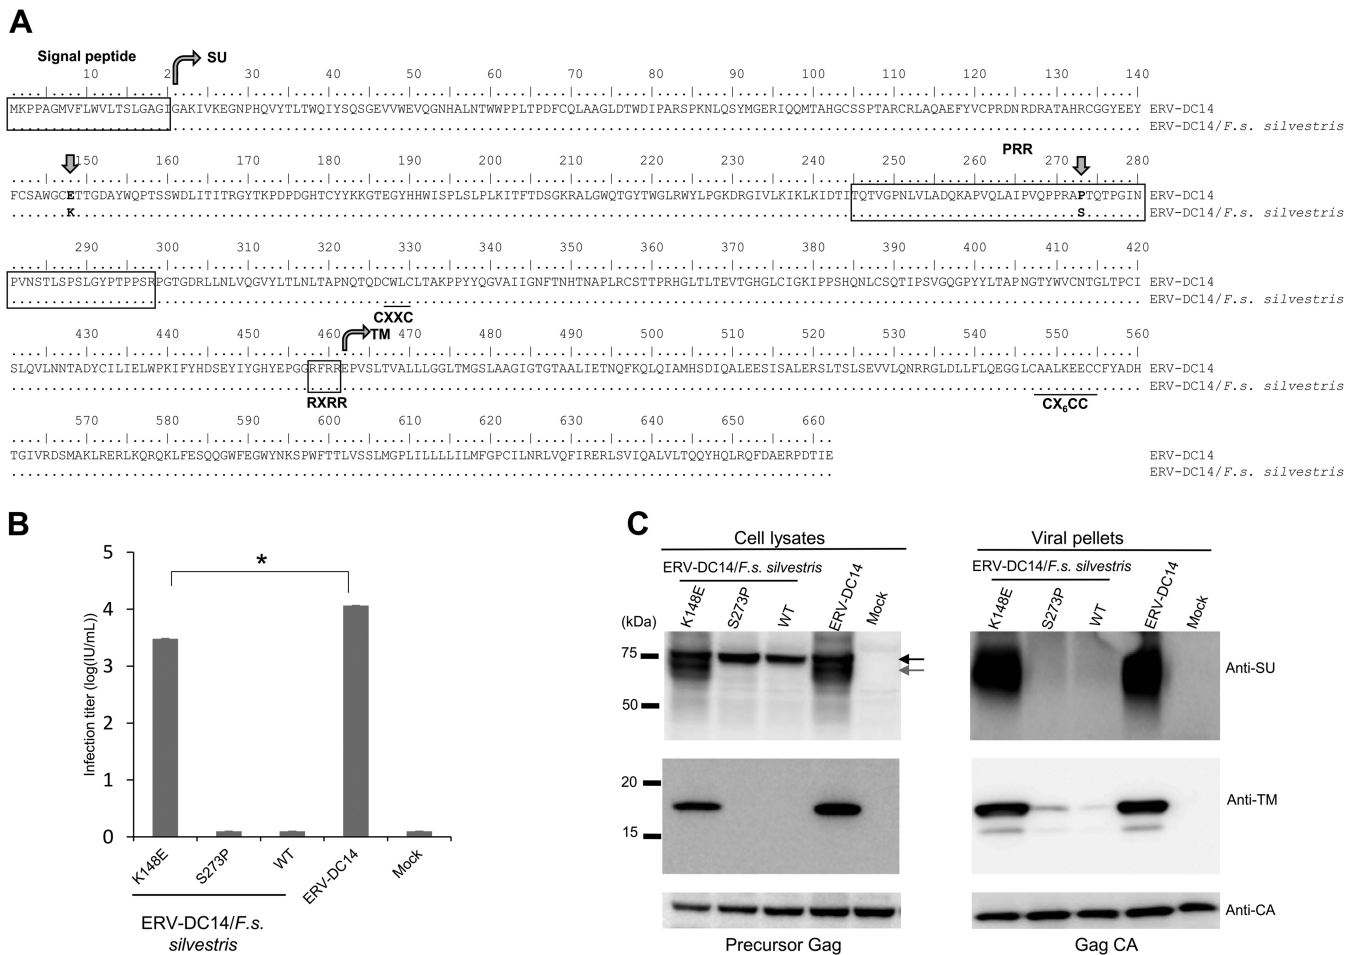 A
Signal peptide
SU
10 20 30 40 50 60 70 80 90 100 110 120 130 140
MKPPAGMVFLWVLTSLGAGIGAKIVKEGNPHQVYTLTWQIYSQSGEVVWEVQGNHALNTWWPPLTPDFCQLAAGLDTWDIPARSPKNLQSYMGERIQQMTAHGCSSPTARCRLAQAEFYVCPRDNRDRATAHRCGGYEEY ERV-DC14
ERV-DC14/F.s. silvestris
PRR
150 160 170 180 190 200 210 220 230 240 250 260 270 280
FCSAWGCETTGDAYWQPTSSWDLITITRGYTKPDPDGHTCYYKKGTEGYHHWISPLSLPLKITFTDSGKRALGWQTGYTWGLRWYLPGKDRGIVLKIKLKIDTITQTVGPNLVLADQKAPVQLAIPVQPPRAPTQTPGIN ERV-DC14
K S ERV-DC14/F.s. silvestris
290 300 310 320 330 340 350 360 370 380 390 400 410 420
PVNSTLSPSLGYPTPPSRPGTGDRLLNLVQGVYLTLNLTAPNQTQDCWLCLTAKPPYYQGVAIIGNFTNHTNAPLRCSTTPRHGLTLTEVTGHGLCIGKIPPSHQNLCSQTIPSVGQGPYYLTAPNGTYWVCNTGLTPCI ERV-DC14
ERV-DC14/F.s. silvestris
CXXC
TM
430 440 450 460 470 480 490 500 510 520 530 540 550 560
SLQVLNNTADYCILIELWPKIFYHDSEYIYGHYEPGGRFRREPVSLTVALLLGGLTMGSLAAGIGTGTAALIETNQFKQLQIAMHSDIQALEESISALERSLTSLSEVVLQNRRGLDLLFLQEGGLCAALKEECCFYADH ERV-DC14
ERV-DC14/F.s. silvestris
RXRR CX6CC
570 580 590 600 610 620 630 640 650 660
TGIVRDSMAKLRERLKQRQKLFESQQGWFEGWYNKSPWFTTLVSSLMGPLILLLLILMFGPCILNRLVQFIRERLSVIQALVLTQQYHQLRQFDAERPDTIE ERV-DC14
ERV-DC14/F.s. silvestris
B
Infection titer (log(IU/mL))
5
4
3
2
1
0
*
K148E S273P WT ERV-DC14 Mock
ERV-DC14/F.s.
silvestris
C
Cell lysates
ERV-DC14/F.s. silvestris
K148E S273P WT ERV-DC14 Mock
(kDa)
75
50
20
15
Precursor Gag
Viral pellets
ERV-DC14/F.s. silvestris
K148E S273P WT ERV-DC14 Mock
Anti-SU
Anti-TM
Anti-CA
Gag CA